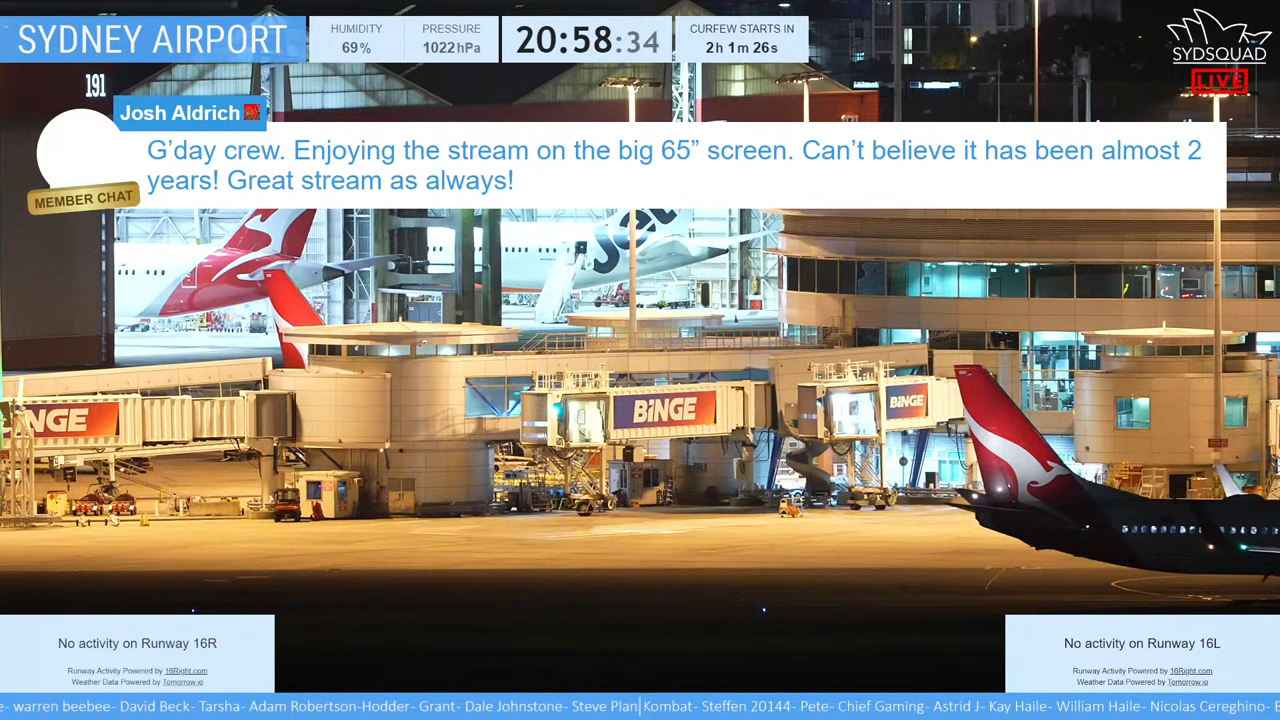 SYDNEY AIRPORT
HUMIDITY
69%
PRESSURE
1022hPa
20:58:34
CURFEW STARTS IN
2h 1m 26s
SYDSQUAD
LIVE
191
Josh Aldrich
G’day crew. Enjoying the stream on the big 65” screen. Can’t believe it has been almost 2
years! Great stream as always!
MEMBER CHAT
BINGE
BINGE
No activity on Runway 16R
Runway Activity Powered by 16Right.com
Weather Data Powered by Tomorrow.io
No activity on Runway 16L
Runway Activity Powered by 16Right.com
Weather Data Powered by Tomorrow.io
e- warren beebee- David Beck- Tarsha- Adam Robertson-Hodder- Grant- Dale Johnstone- Steve Plan Kombat- Steffen 20144- Pete- Chief Gaming- Astrid J- Kay Haile- William Haile- Nicolas Cereghino-